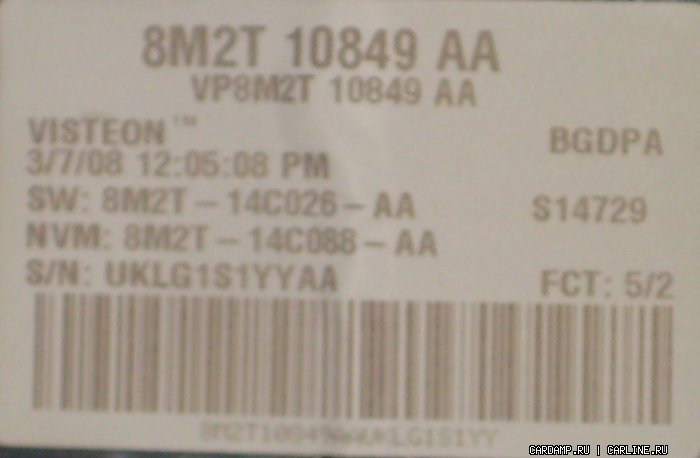 8M2T 10849 AA
VP8M2T 10849 AA
VISTEON™
BGDPA
3/7/08 12:05:08 PM
SW: 8M2T-14C026-AA
S14729
NVM: 8M2T-14C088-AA
S/N: UKLG1S1YYAA
FCT: 5/2
8M2T10849AAUKLG1S1YY
CARDAMP.RU | CARLINE.RU